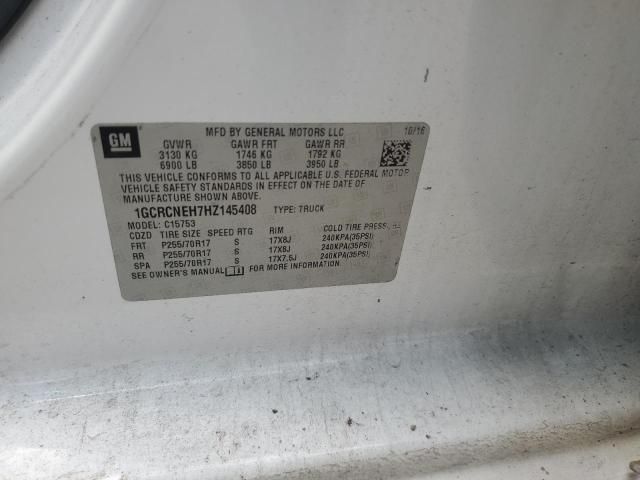 GM
MFD BY GENERAL MOTORS LLC 10/16
GVWR GAWR FRT GAWR RR
3130 KG 1746 KG 1792 KG
6900 LB 3850 LB 3950 LB
THIS VEHICLE CONFORMS TO ALL APPLICABLE U.S. FEDERAL MOTOR
VEHICLE SAFETY STANDARDS IN EFFECT ON THE DATE OF
MANUFACTURE SHOWN ABOVE.
1GCRCNEH7HZ145408 TYPE: TRUCK
MODEL: C15753
CDZD TIRE SIZE SPEED RTG RIM COLD TIRE PRESSURE
FRT P255/70R17 S 17X8J 240KPA(35PSI)
RR P255/70R17 S 17X8J 240KPA(35PSI)
SPA P255/70R17 S 17X7.5J 240KPA(35PSI)
SEE OWNER'S MANUAL FOR MORE INFORMATION.